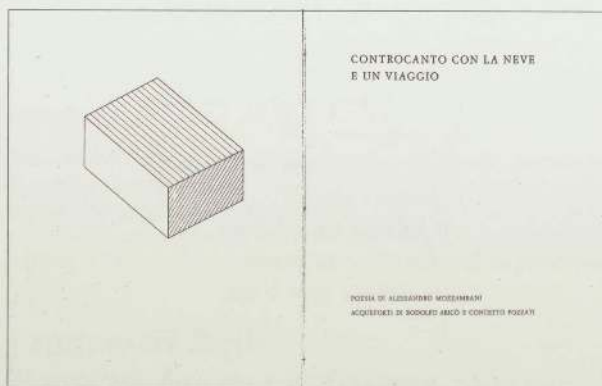 CONTROCANTO CON LA NEVE
E UN VIAGGIO
POESIA DI ALESSANDRO MOZZAMBANI
ACQUEFORTI DI RODOLFO ARICÒ E CONCETTO POZZATI